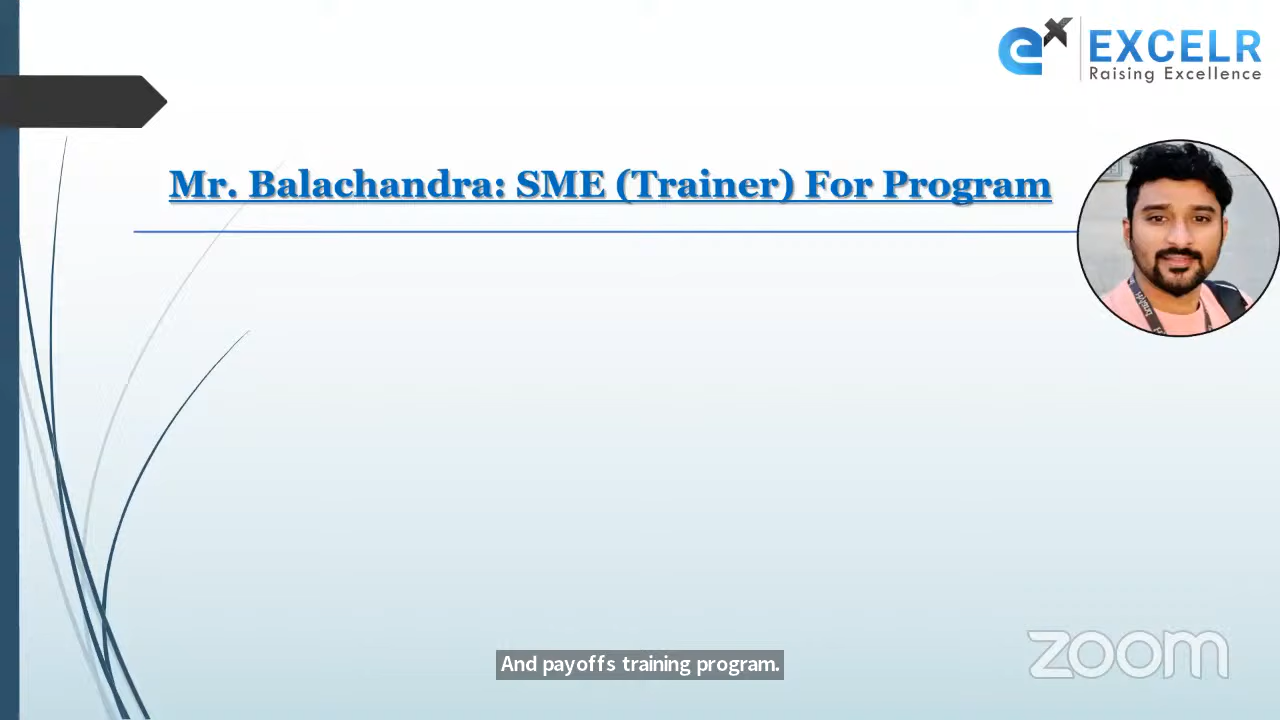 EXCELR
Raising Excellence
Mr. Balachandra: SME (Trainer) For Program
And payoffs training program.
zoom